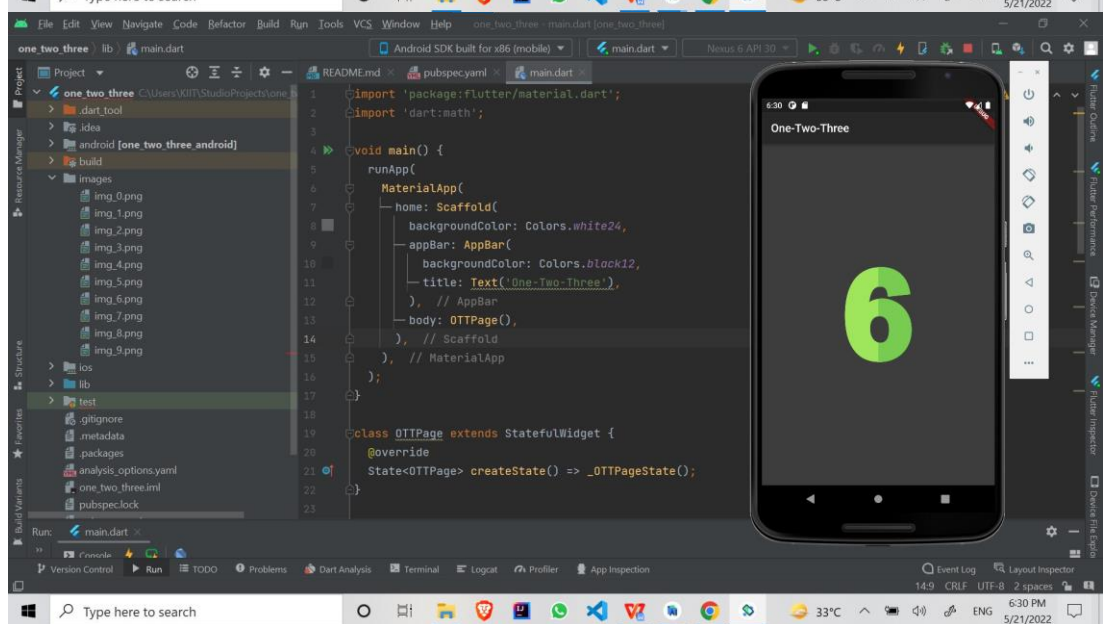 Type here to search
5/21/2022
File Edit View Navigate Code Refactor Build Run Tools VCS Window Help one_two_three - main.dart [one_two_three]
one_two_three lib main.dart
Android SDK built for x86 (mobile) main.dart Nexus 6 API 30
Project
README.md pubspec.yaml main.dart
one_two_three C:\Users\KIIT\StudioProjects\one_
.dart_tool
.idea
android [one_two_three_android]
build
images
img_0.png
img_1.png
img_2.png
img_3.png
img_4.png
img_5.png
img_6.png
img_7.png
img_8.png
img_9.png
ios
lib
test
.gitignore
.metadata
.packages
analysis_options.yaml
one_two_three.iml
pubspec.lock
1 import 'package:flutter/material.dart';
2 import 'dart:math';
3
4 void main() {
5 runApp(
6 MaterialApp(
7 home: Scaffold(
8 backgroundColor: Colors.white24,
9 appBar: AppBar(
10 backgroundColor: Colors.black12,
11 title: Text('One-Two-Three'),
12 ), // AppBar
13 body: OTTPage(),
14 ), // Scaffold
15 ), // MaterialApp
16 );
17 }
18
19 class OTTPage extends StatefulWidget {
20 @override
21 State<OTTPage> createState() => _OTTPageState();
22 }
23
6:30
One-Two-Three
6
Project
Resource Manager
Structure
Favorites
Build Variants
Flutter Outline
Flutter Performance
Device Manager
Flutter Inspector
Device File Explo
Run: main.dart
Console
Version Control Run TODO Problems Dart Analysis Terminal Logcat Profiler App Inspection Event Log Layout Inspector
14:9 CRLF UTF-8 2 spaces
Type here to search 33°C ENG 6:30 PM
5/21/2022